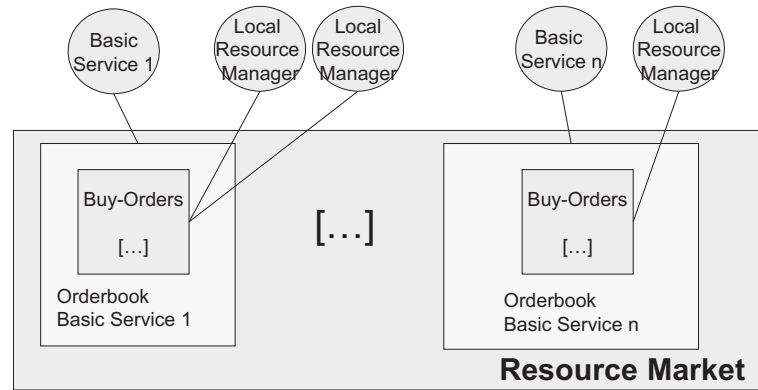 Basic
Service 1
Local
Resource
Manager
Local
Resource
Manager
Basic
Service n
Local
Resource
Manager
Buy-Orders
[...]
Orderbook
Basic Service 1
[...]
Buy-Orders
[...]
Orderbook
Basic Service n
Resource Market